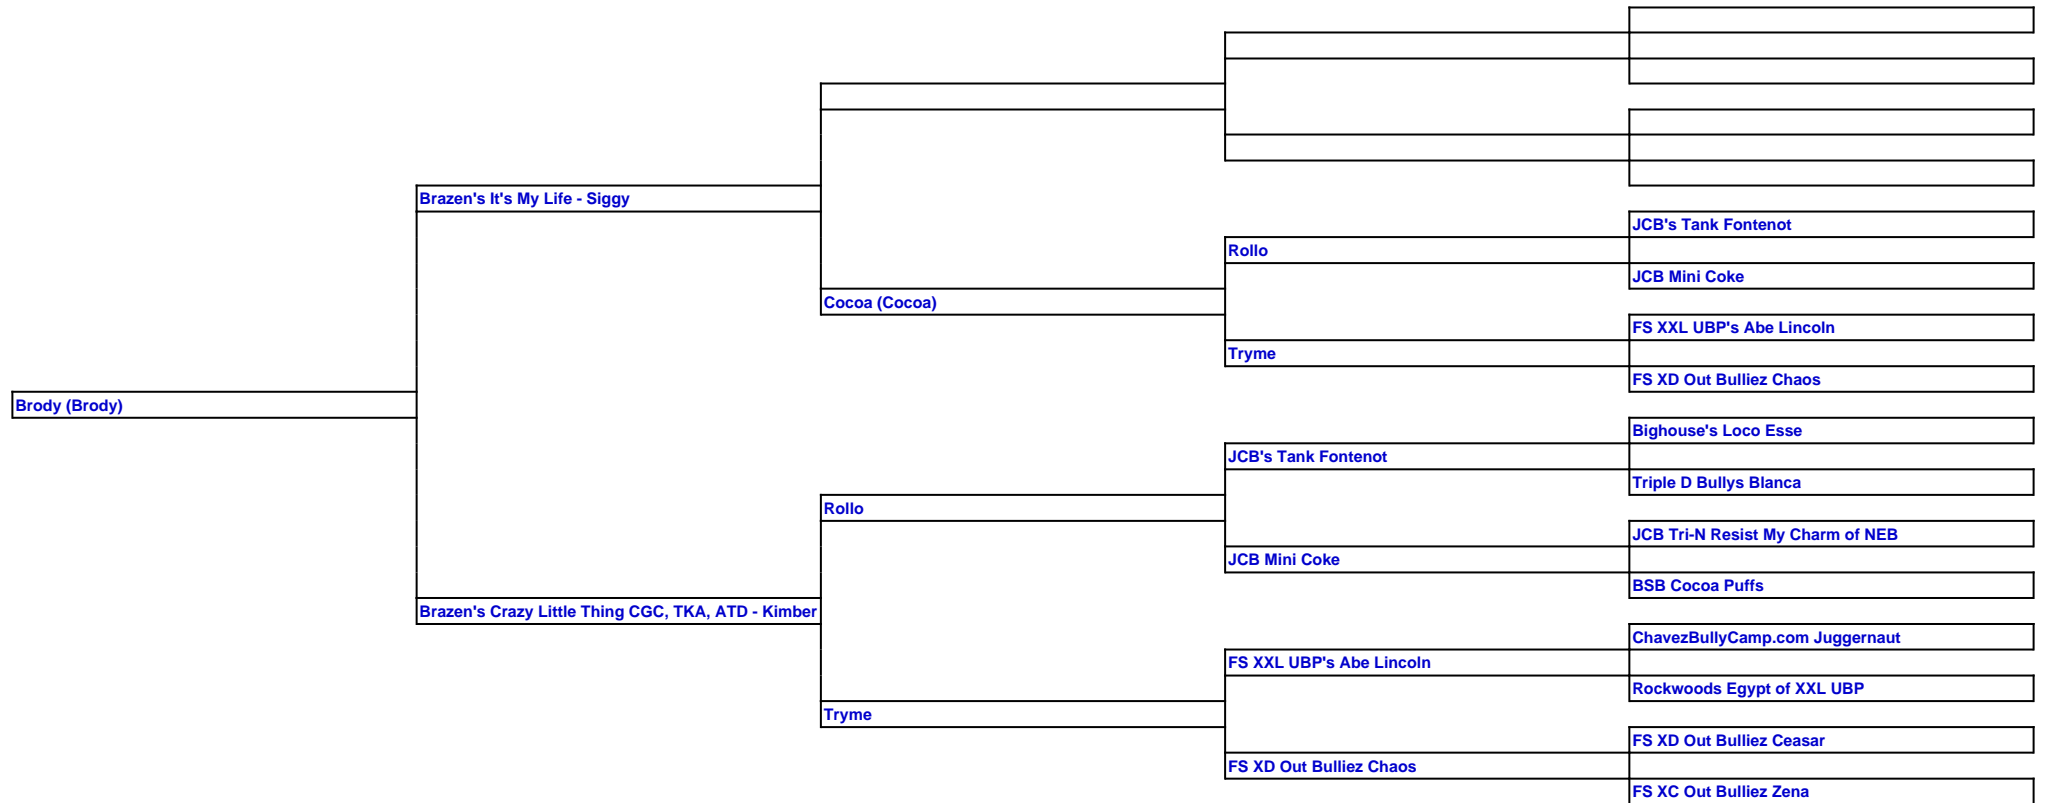 Brazen's It's My Life - Siggy
JCB's Tank Fontenot
Rollo
JCB Mini Coke
Cocoa (Cocoa)
FS XXL UBP's Abe Lincoln
Tryme
FS XD Out Bulliez Chaos
Brody (Brody)
Bighouse's Loco Esse
JCB's Tank Fontenot
Triple D Bullys Blanca
Rollo
JCB Tri-N Resist My Charm of NEB
JCB Mini Coke
BSB Cocoa Puffs
Brazen's Crazy Little Thing CGC, TKA, ATD - Kimber
ChavezBullyCamp.com Juggernaut
FS XXL UBP's Abe Lincoln
Rockwoods Egypt of XXL UBP
Tryme
FS XD Out Bulliez Ceasar
FS XD Out Bulliez Chaos
FS XC Out Bulliez Zena